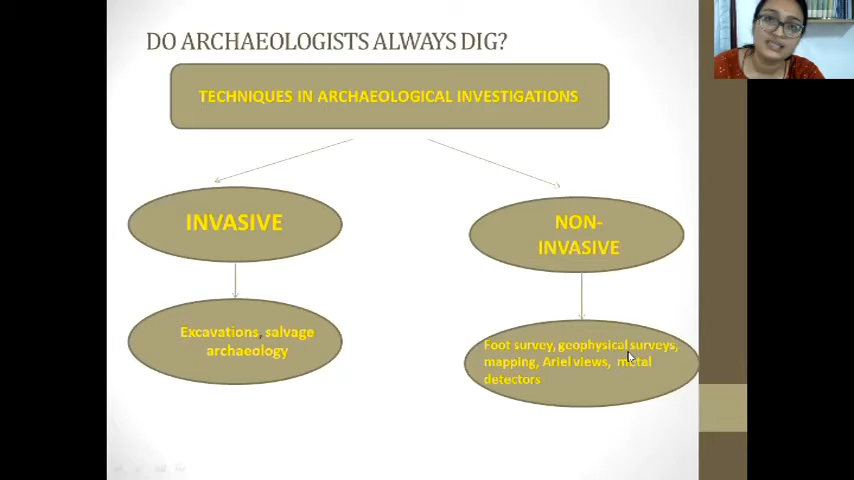 DO ARCHAEOLOGISTS ALWAYS DIG?
TECHNIQUES IN ARCHAEOLOGICAL INVESTIGATIONS
INVASIVE
NON-
INVASIVE
Excavations, salvage
archaeology
Foot survey, geophysical surveys,
mapping, Ariel views, metal
detectors